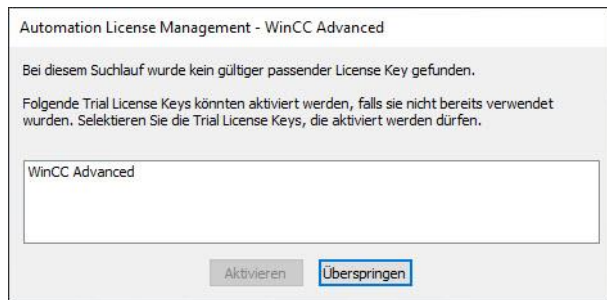 Automation License Management - WinCC Advanced
Bei diesem Suchlauf wurde kein gültiger passender License Key gefunden.
Folgende Trial License Keys könnten aktiviert werden, falls sie nicht bereits verwendet
wurden. Selektieren Sie die Trial License Keys, die aktiviert werden dürfen.
WinCC Advanced
Aktivieren
Überspringen